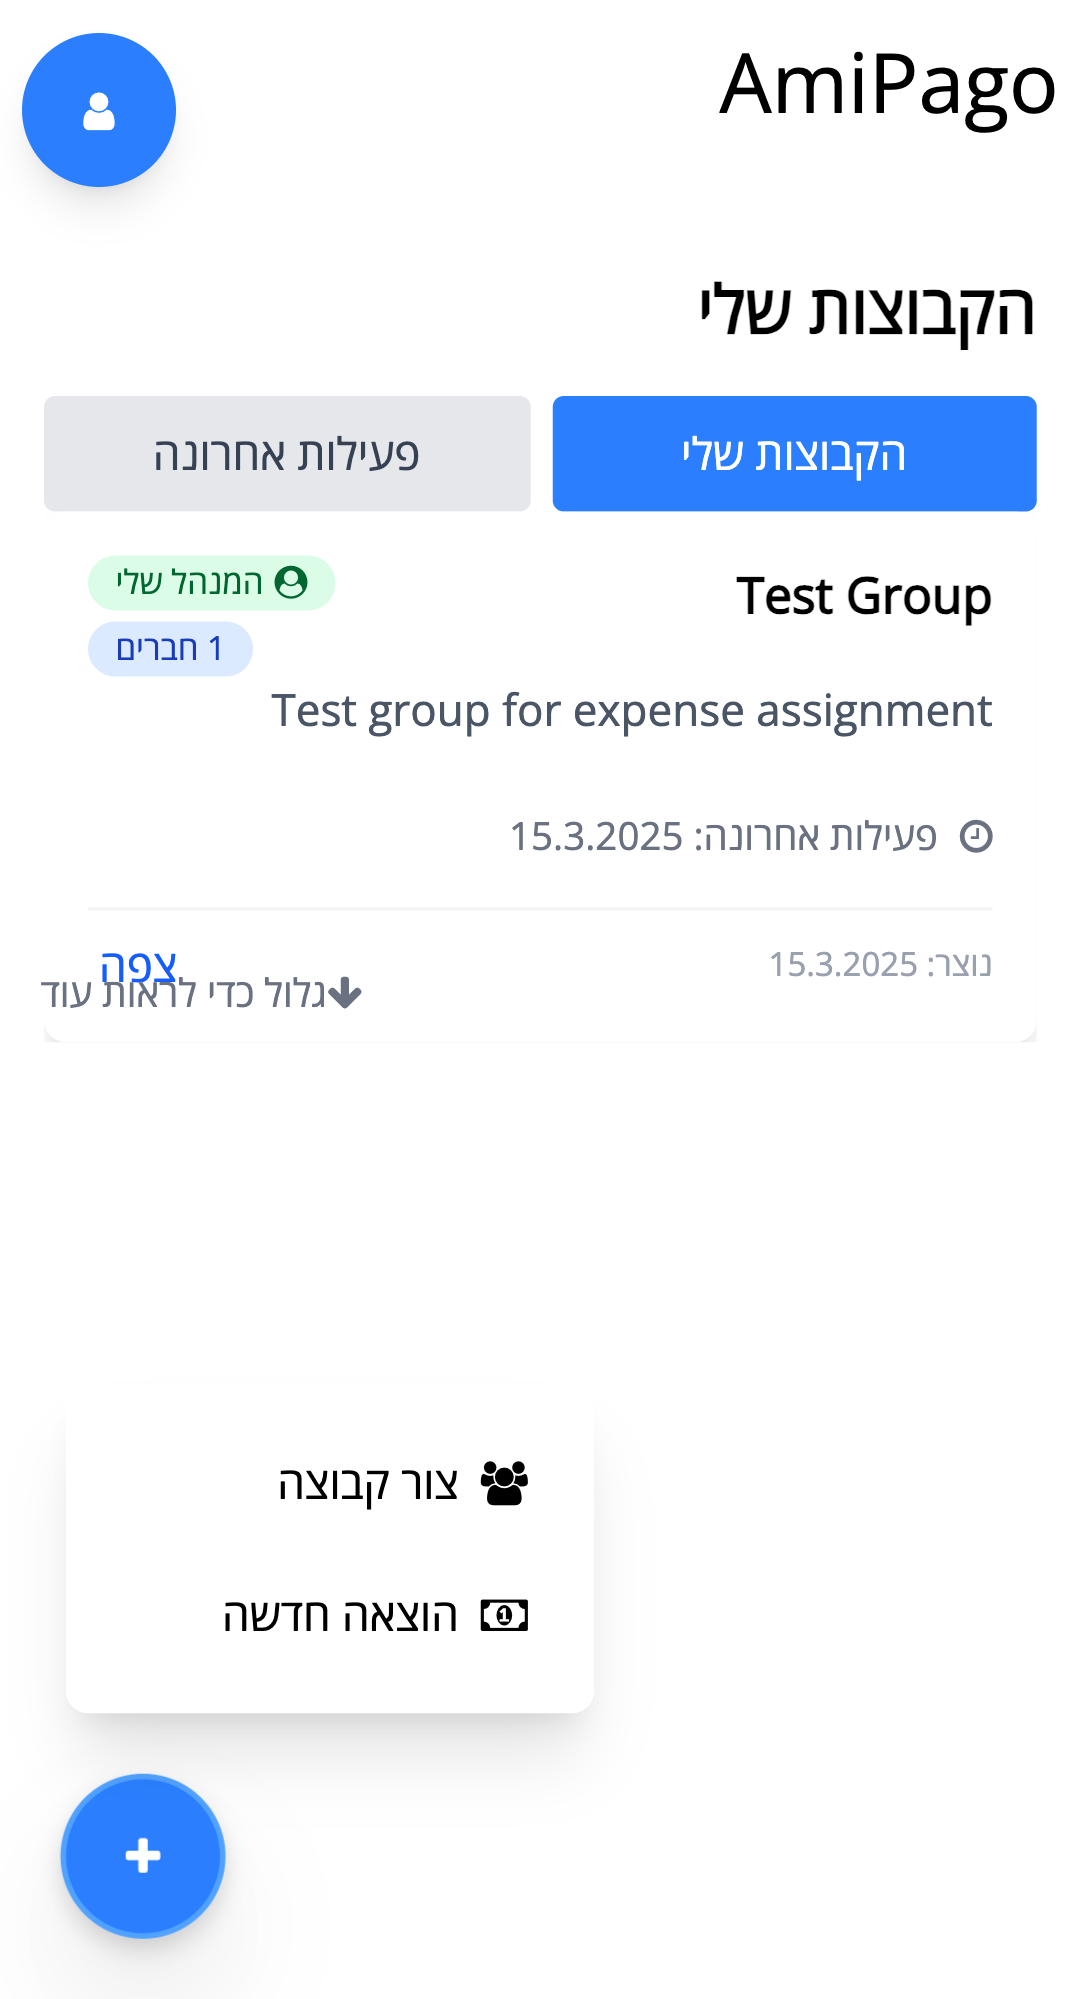 AmiPago
הקבוצות שלי
הקבוצות שלי
פעילות אחרונה
Test Group
המנהל שלי
1 חברים
Test group for expense assignment
פעילות אחרונה: 15.3.2025
נוצר: 15.3.2025
צפה
גלול כדי לראות עוד
צור קבוצה
הוצאה חדשה